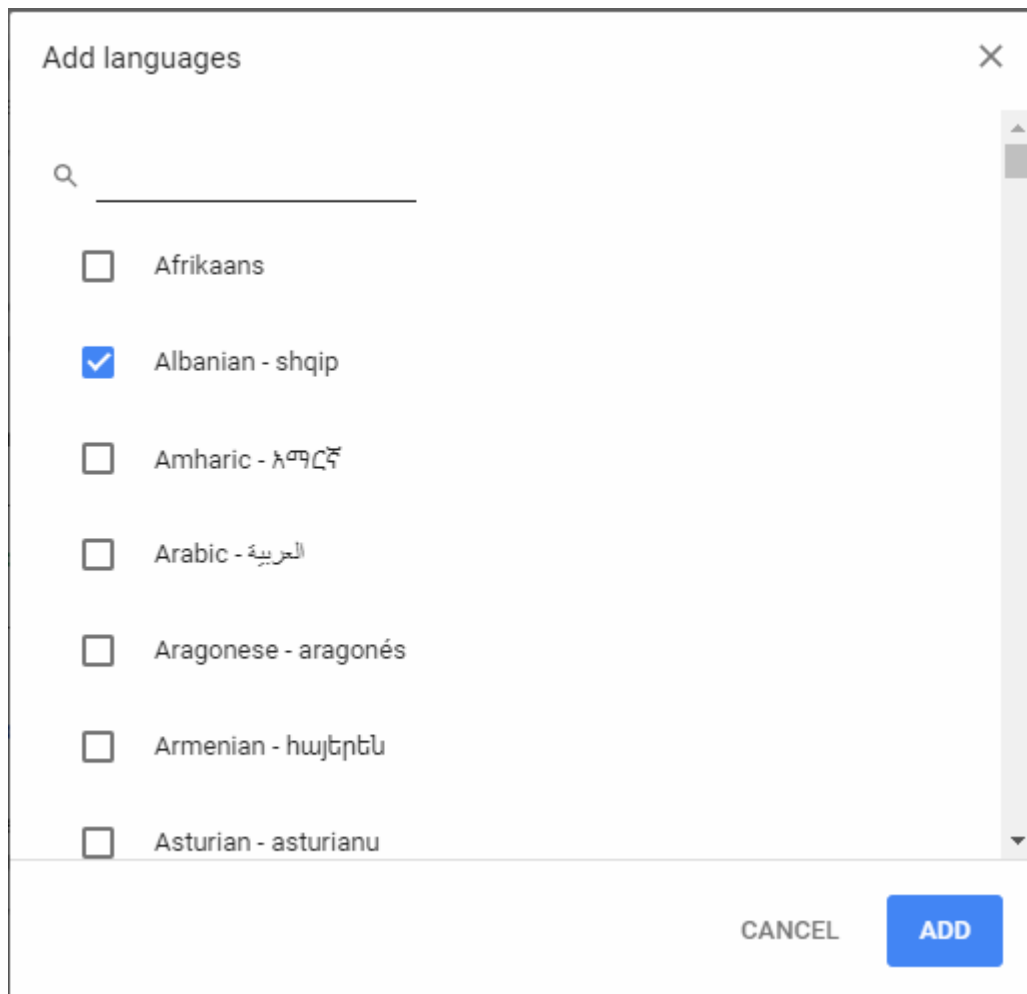 Add languages
Afrikaans
Albanian - shqip
Amharic - አማርኛ
Arabic - العربية
Aragonese - aragonés
Armenian - հայերեն
Asturian - asturianu
CANCEL
ADD